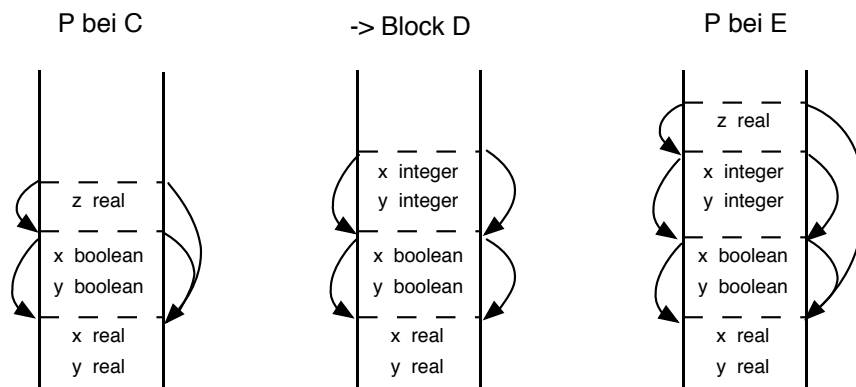 P bei C
z real
x boolean
y boolean
x real
y real
-> Block D
x integer
y integer
x boolean
y boolean
x real
y real
P bei E
z real
x integer
y integer
x boolean
y boolean
x real
y real